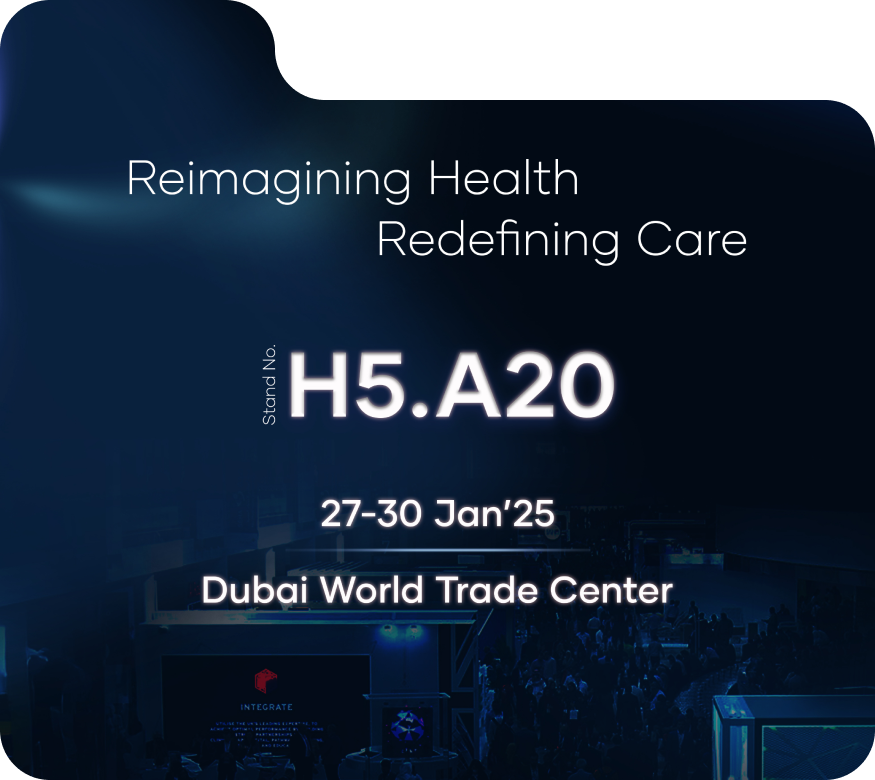 Reimagining Health
Redefining Care
Stand No.
H5.A20
27-30 Jan'25
Dubai World Trade Center
INTEGRATE